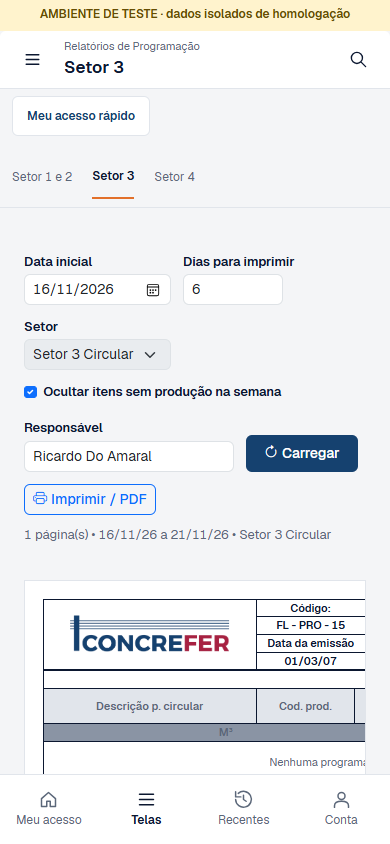 AMBIENTE DE TESTE · dados isolados de homologação
Relatórios de Programação
Setor 3
Meu acesso rápido
Setor 1 e 2
Setor 3
Setor 4
Data inicial
Dias para imprimir
16/11/2026
6
Setor
Setor 3 Circular
Ocultar itens sem produção na semana
Responsável
Ricardo Do Amaral
Carregar
Imprimir / PDF
1 página(s) • 16/11/26 a 21/11/26 • Setor 3 Circular
CONCREFER
Código:
FL - PRO - 15
Data da emissão
01/03/07
Descrição p. circular
Cod. prod.
M³
Nenhuma
Meu acesso
Telas
Recentes
Conta